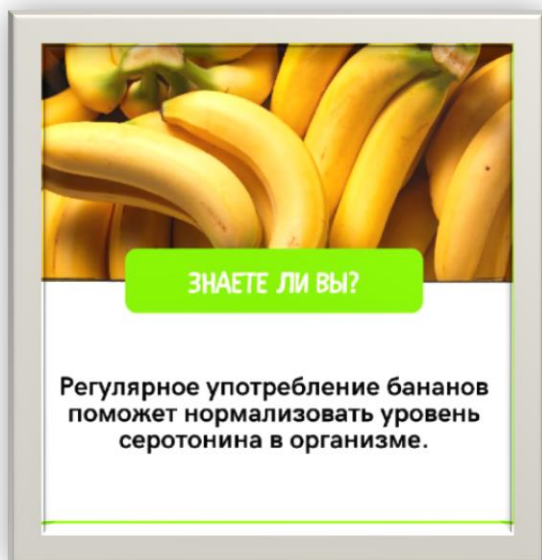 ЗНАЕТЕ ЛИ ВЫ?
Регулярное употребление бананов
поможет нормализовать уровень
серотонина в организме.